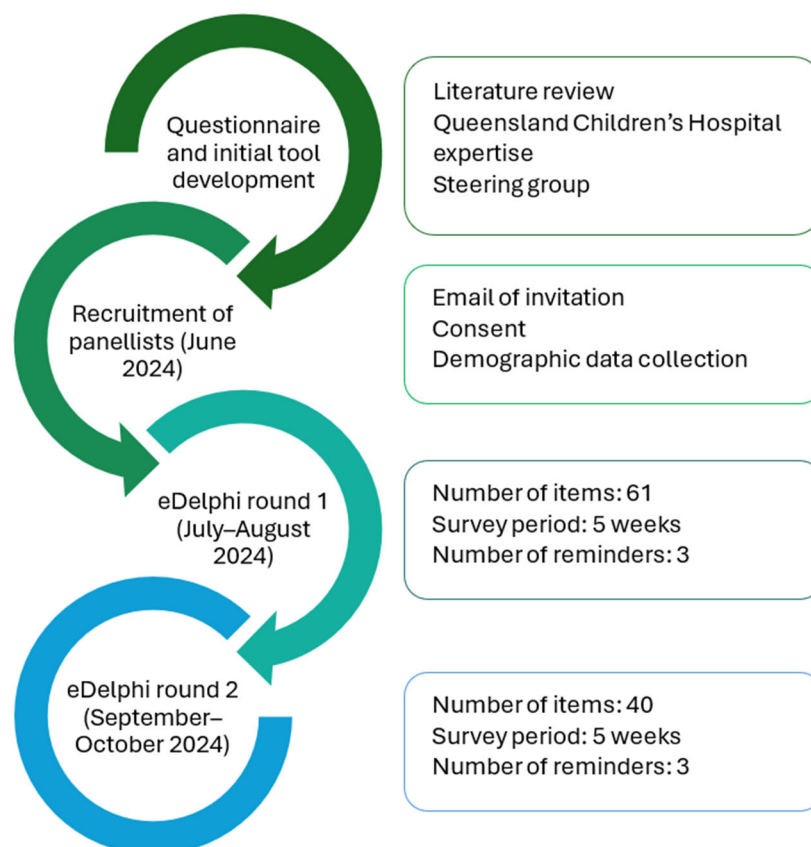 Questionnaire
and initial tool
development
Literature review
Queensland Children's Hospital
expertise
Steering group
Recruitment of
panellists (June
2024)
Email of invitation
Consent
Demographic data collection
eDelphi round 1
(July–August
2024)
Number of items: 61
Survey period: 5 weeks
Number of reminders: 3
eDelphi round 2
(September–
October 2024)
Number of items: 40
Survey period: 5 weeks
Number of reminders: 3